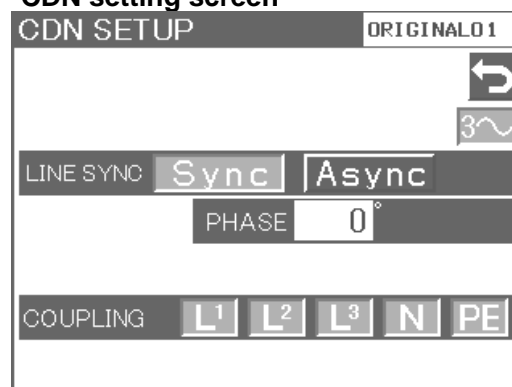 CDN setting screen
CDN SETUP ORIGINAL01
3
LINE SYNC Sync Async
PHASE 0°
COUPLING L1 L2 L3 N PE